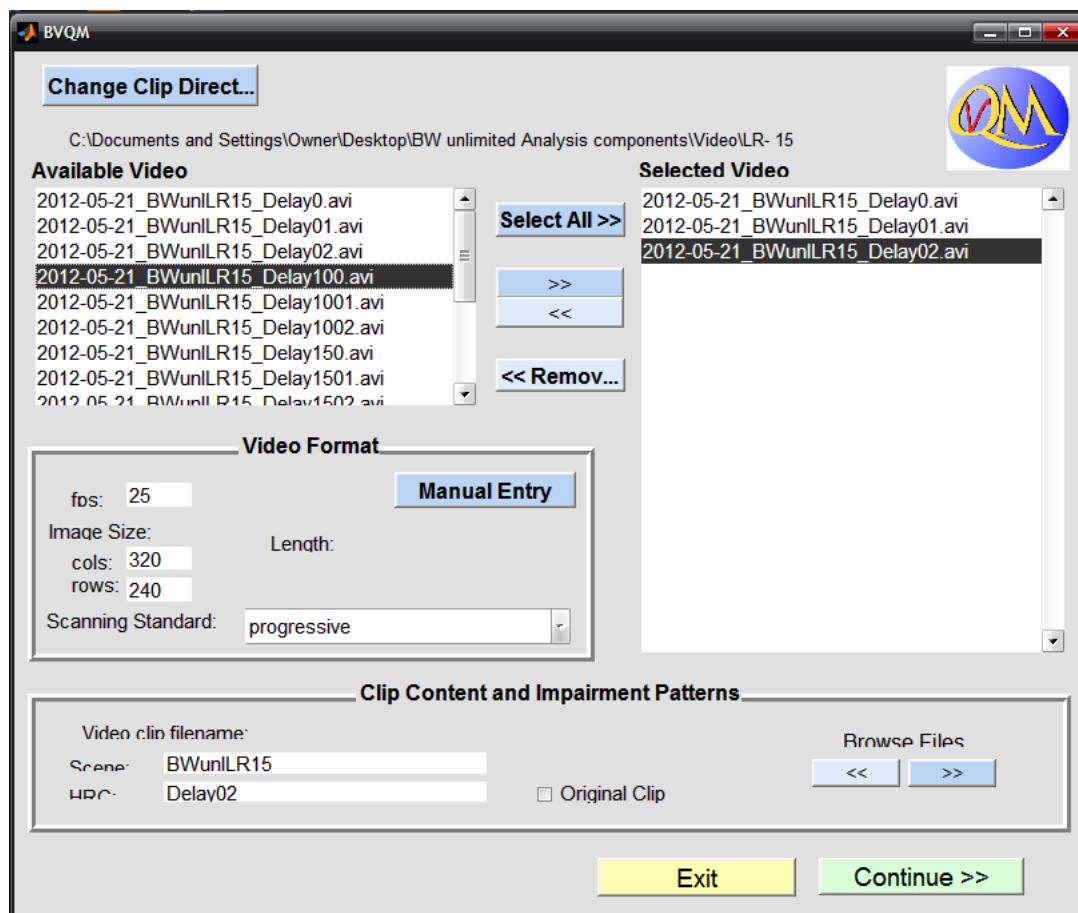 BVQM
Change Clip Direct...
C:\Documents and Settings\Owner\Desktop\BW unlimited Analysis components\Video\LR- 15
QVM
Available Video
Selected Video
2012-05-21_BWunlLR15_Delay0.avi
2012-05-21_BWunlLR15_Delay01.avi
2012-05-21_BWunlLR15_Delay02.avi
2012-05-21_BWunlLR15_Delay100.avi
2012-05-21_BWunlLR15_Delay1001.avi
2012-05-21_BWunlLR15_Delay1002.avi
2012-05-21_BWunlLR15_Delay150.avi
2012-05-21_BWunlLR15_Delay1501.avi
2012-05-21_BWunlLR15_Delay1502.avi
Select All >>
>>
<<
<< Remov...
2012-05-21_BWunlLR15_Delay0.avi
2012-05-21_BWunlLR15_Delay01.avi
2012-05-21_BWunlLR15_Delay02.avi
Video Format
fps: 25
Manual Entry
Image Size:
Length:
cols: 320
rows: 240
Scanning Standard: progressive
Clip Content and Impairment Patterns
Video clip filename:
Browse Files
Scene: BWunlLR15
<< >>
HRC: Delay02
Original Clip
Exit
Continue >>